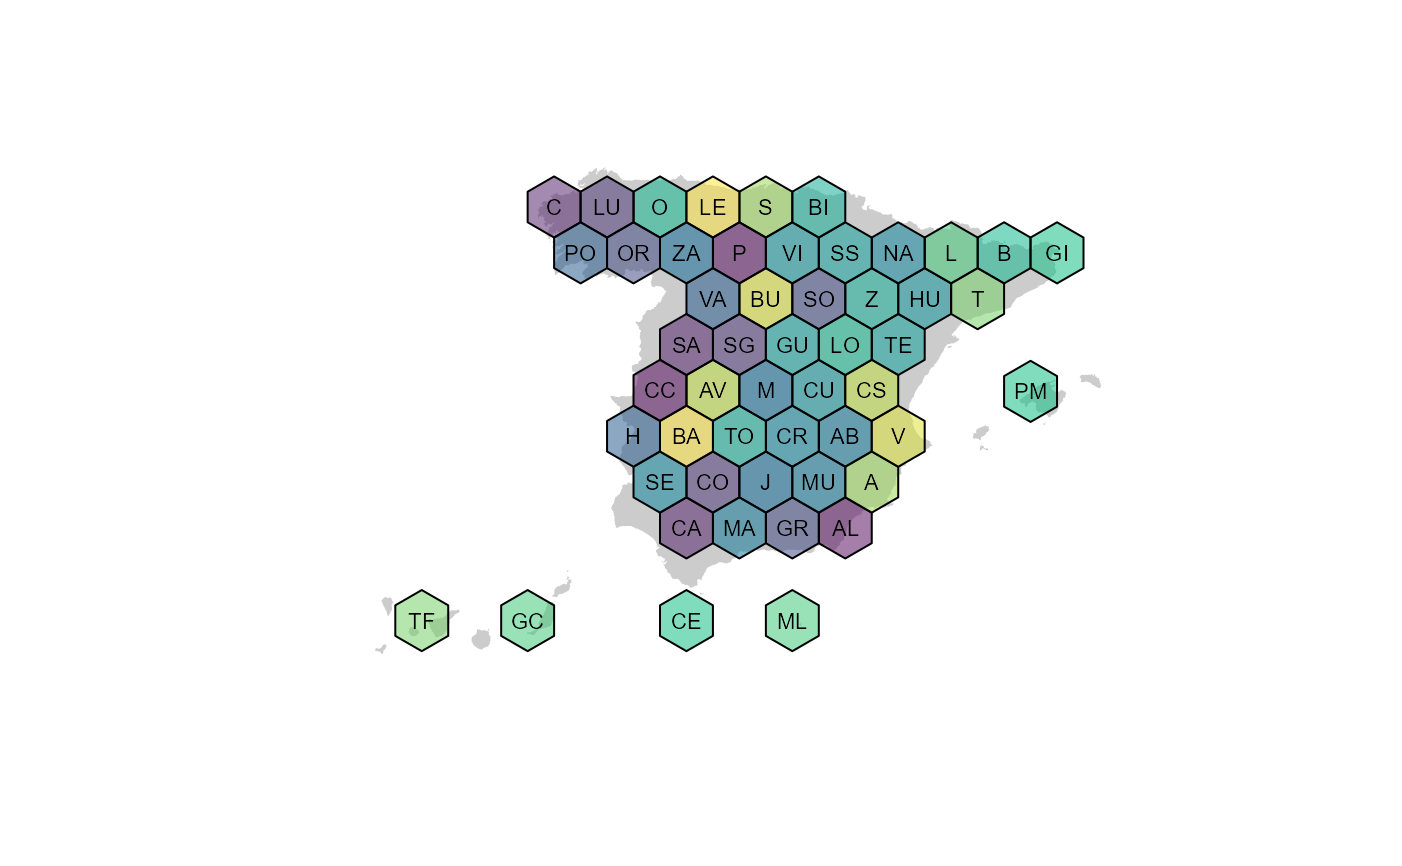 C LU O LE S BI
PO OR ZA P VI SS NA L B GI
VA BU SO Z HU T
SA SG GU LO TE
CC AV M CU CS PM
H BA TO CR AB V
SE CO J MU A
CA MA GR AL
TF GC CE ML